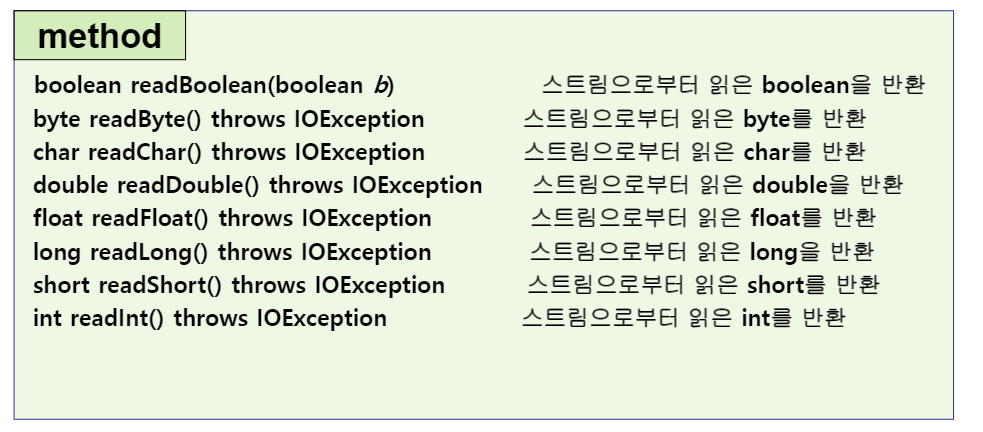 method
boolean readBoolean(boolean b) 스트림으로부터 읽은 boolean을 반환
byte readByte() throws IOException 스트림으로부터 읽은 byte를 반환
char readChar() throws IOException 스트림으로부터 읽은 char를 반환
double readDouble() throws IOException 스트림으로부터 읽은 double을 반환
float readFloat() throws IOException 스트림으로부터 읽은 float를 반환
long readLong() throws IOException 스트림으로부터 읽은 long을 반환
short readShort() throws IOException 스트림으로부터 읽은 short를 반환
int readInt() throws IOException 스트림으로부터 읽은 int를 반환